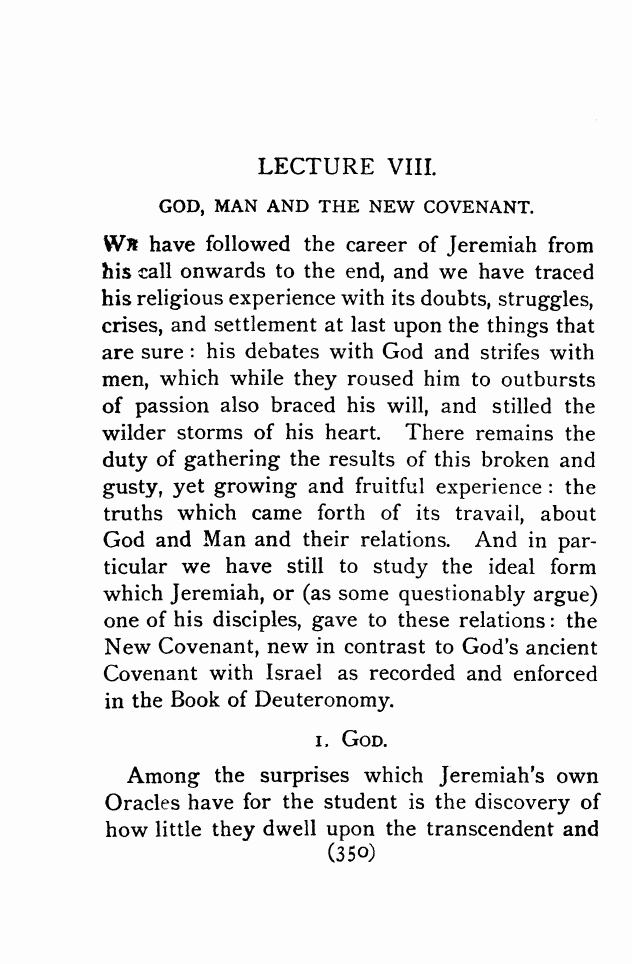 LECTURE VIII.
GOD, MAN AND THE NEW COVENANT.
WE have followed the career of Jeremiah from
his call onwards to the end, and we have traced
his religious experience with its doubts, struggles,
crises, and settlement at last upon the things that
are sure : his debates with God and strifes with
men, which while they roused him to outbursts
of passion also braced his will, and stilled the
wilder storms of his heart. There remains the
duty of gathering the results of this broken and
gusty, yet growing and fruitful experience : the
truths which came forth of its travail, about
God and Man and their relations. And in par-
ticular we have still to study the ideal form
which Jeremiah, or (as some questionably argue)
one of his disciples, gave to these relations : the
New Covenant, new in contrast to God's ancient
Covenant with Israel as recorded and enforced
in the Book of Deuteronomy.
1. GOD.
Among the surprises which Jeremiah's own
Oracles have for the student is the discovery of
how little they dwell upon the transcendent and
(350)